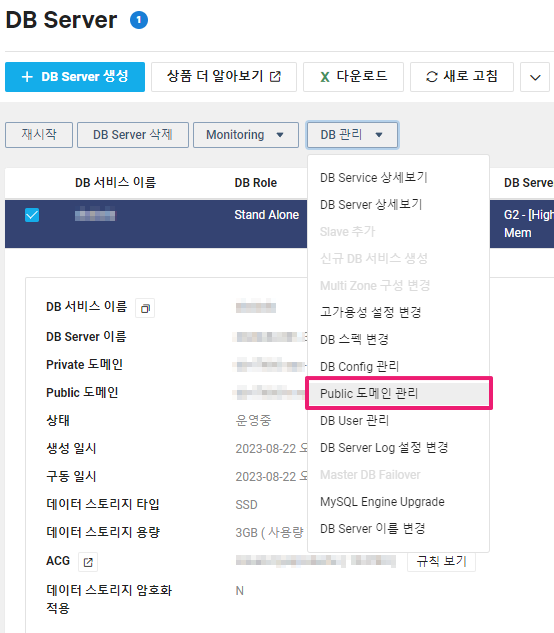 DB Server 1
+ DB Server 생성
상품 더 알아보기
X 다운로드
새로 고침
재시작
DB Server 삭제
Monitoring
DB 관리
DB 서비스 이름
DB Role
DB Serve
Stand Alone
G2 - [High
Mem
DB Service 상세보기
DB Server 상세보기
Slave 추가
신규 DB 서비스 생성
Multi Zone 구성 변경
고가용성 설정 변경
DB 스펙 변경
DB Config 관리
Public 도메인 관리
DB User 관리
DB Server Log 설정 변경
Master DB Failover
MySQL Engine Upgrade
DB Server 이름 변경
DB 서비스 이름
DB Server 이름
Private 도메인
Public 도메인
상태
운영중
생성 일시
2023-08-22 오
구동 일시
2023-08-22 오
데이터 스토리지 타입
SSD
데이터 스토리지 용량
3GB ( 사용량
ACG
규칙 보기
데이터 스토리지 암호화
적용
N